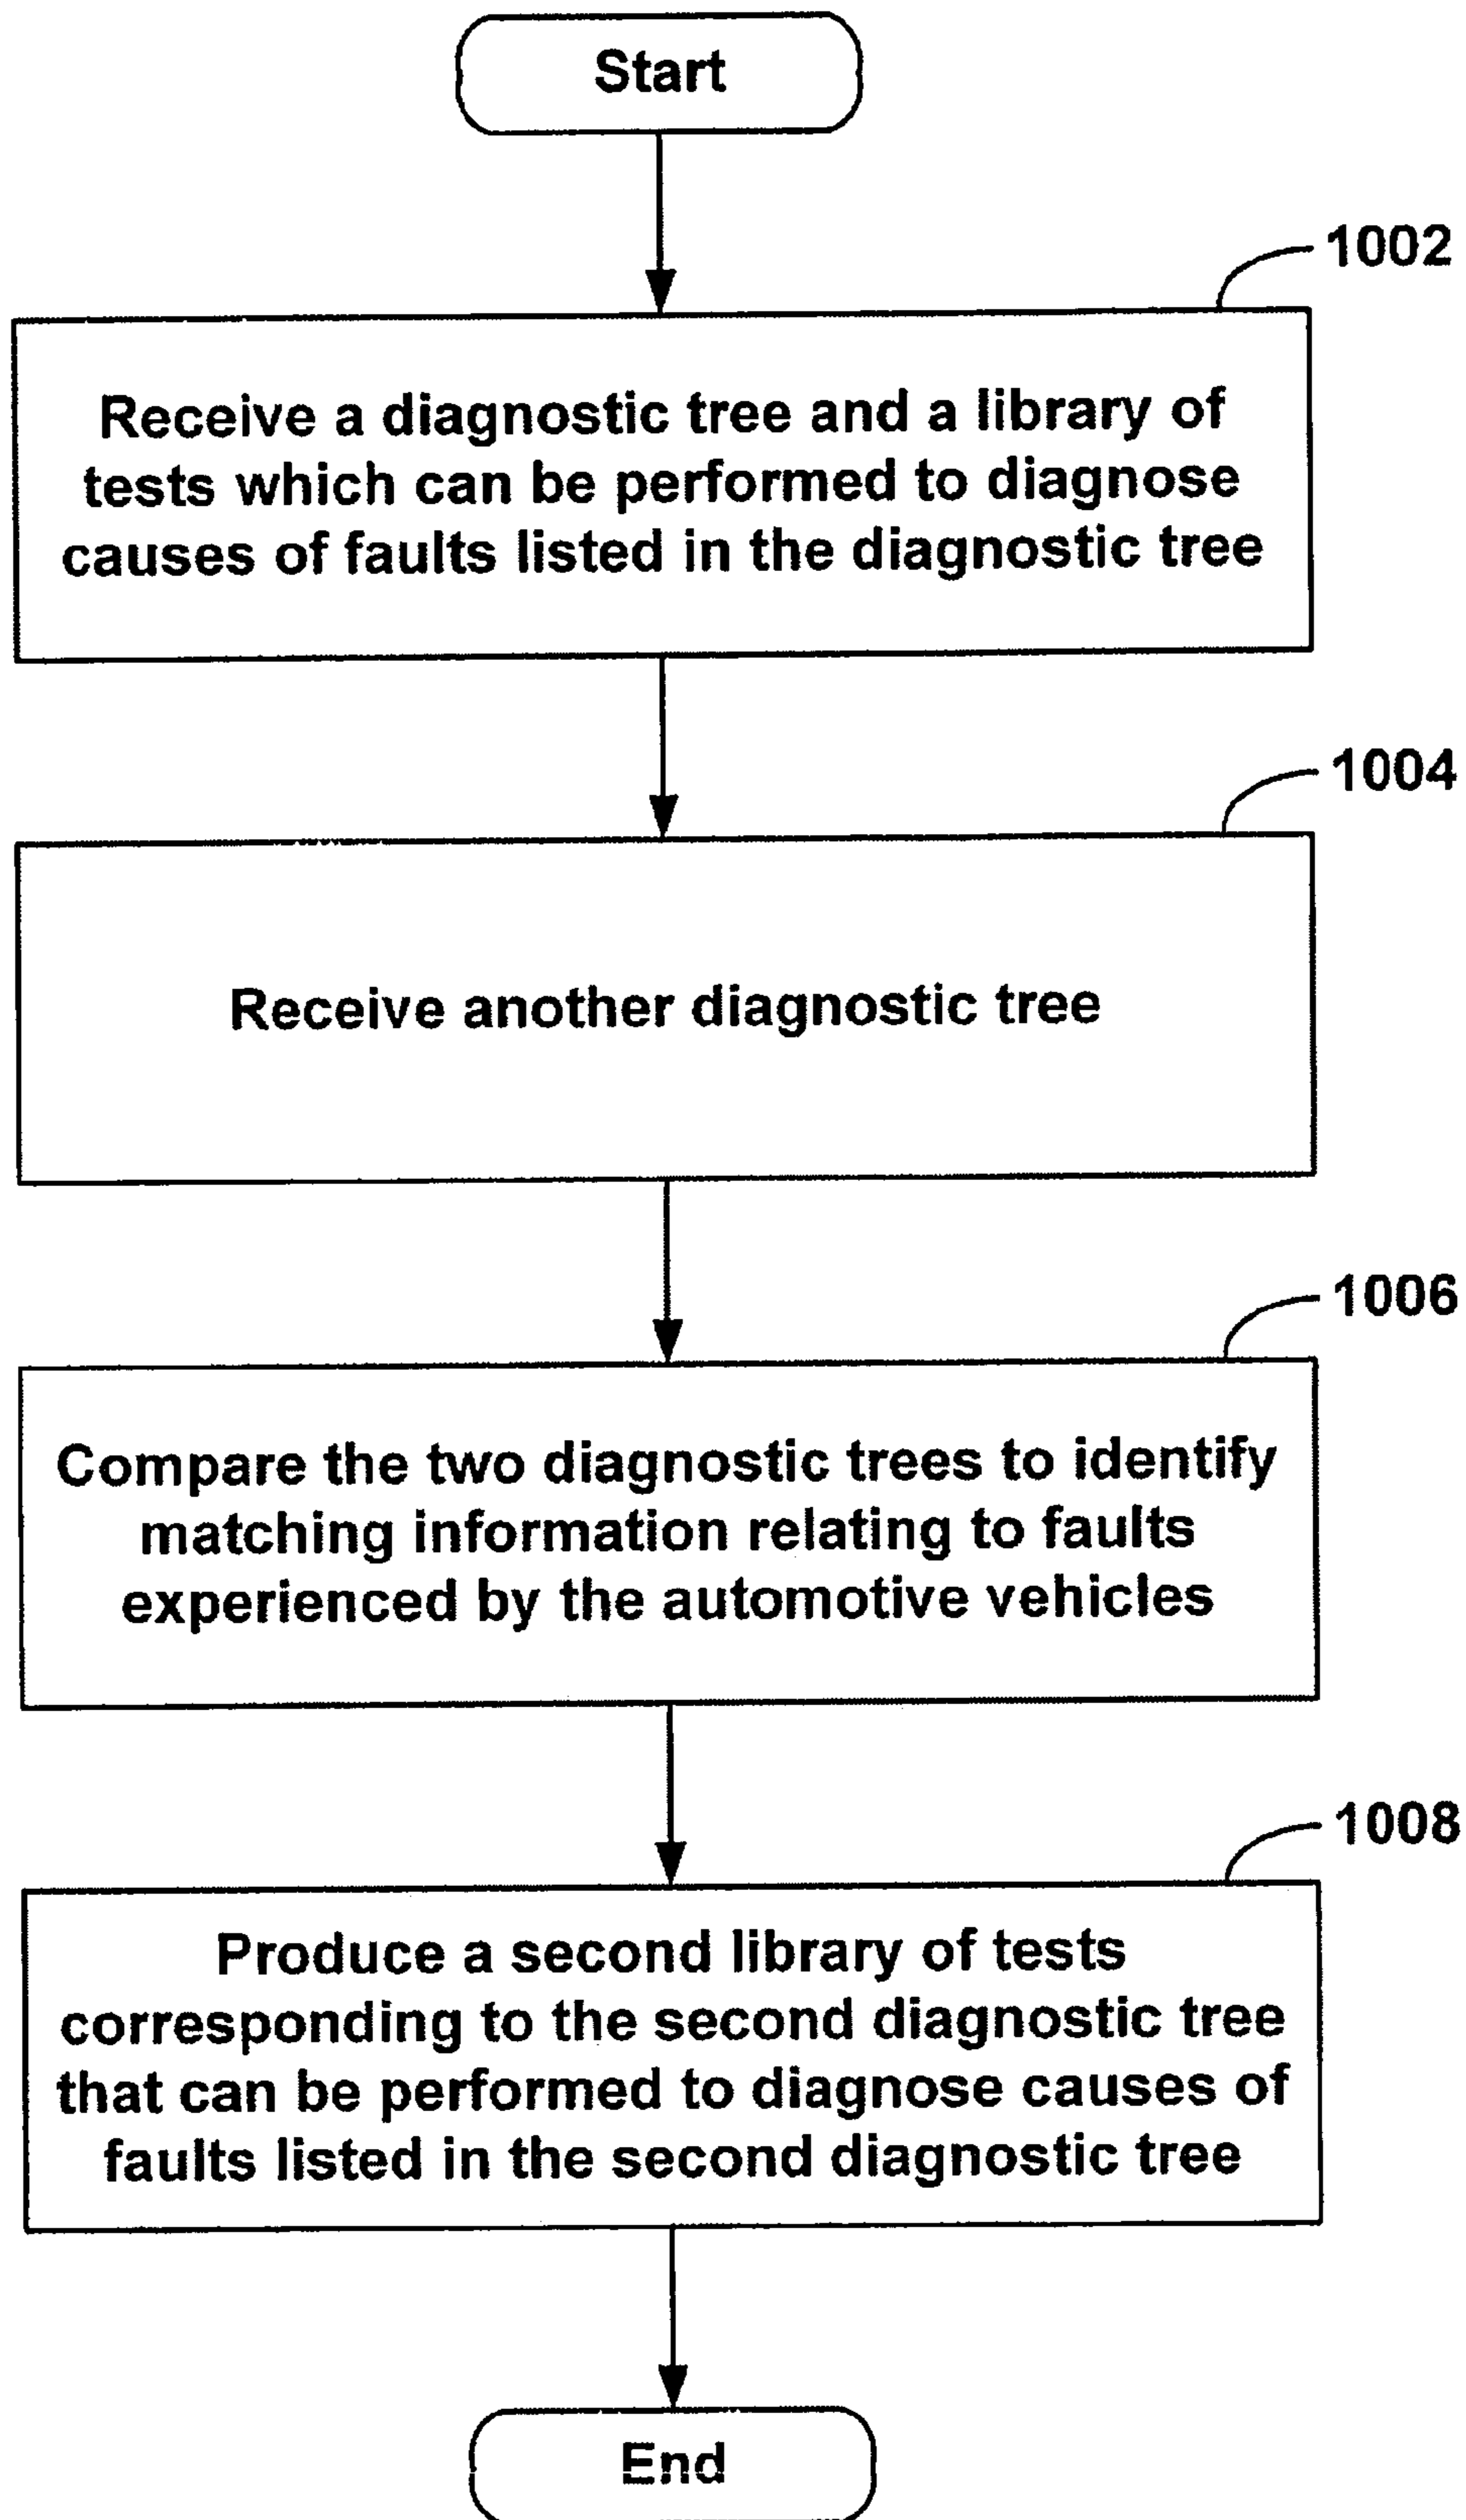 Start
1002
Receive a diagnostic tree and a library of
tests which can be performed to diagnose
causes of faults listed in the diagnostic tree
1004
Receive another diagnostic tree
1006
Compare the two diagnostic trees to identify
matching information relating to faults
experienced by the automotive vehicles
1008
Produce a second library of tests
corresponding to the second diagnostic tree
that can be performed to diagnose causes of
faults listed in the second diagnostic tree
End